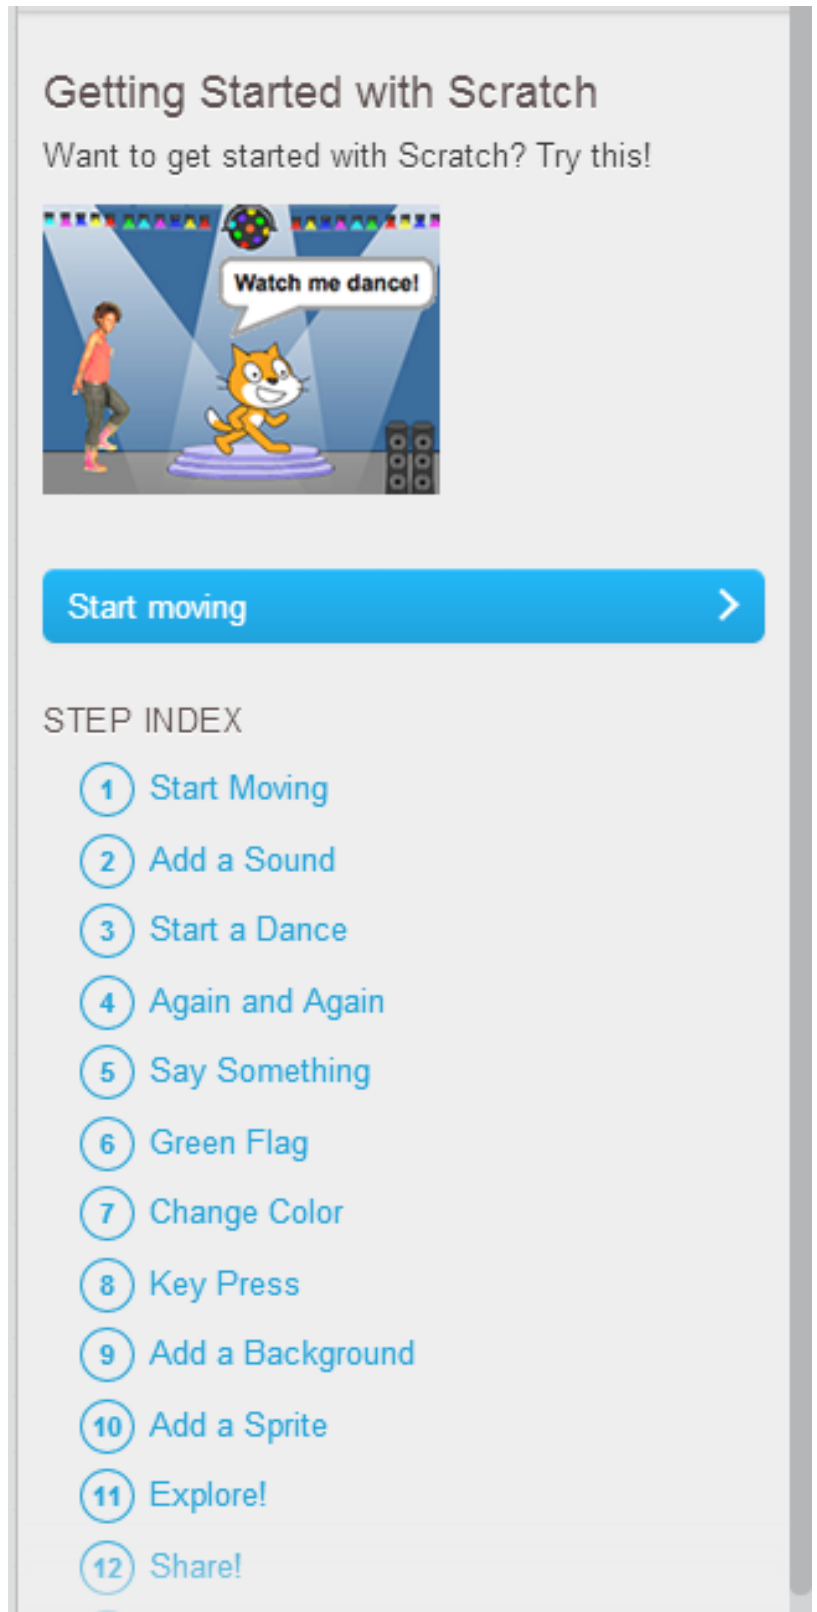 Getting Started with Scratch
Want to get started with Scratch? Try this!
Watch me dance!
Start moving
STEP INDEX
1 Start Moving
2 Add a Sound
3 Start a Dance
4 Again and Again
5 Say Something
6 Green Flag
7 Change Color
8 Key Press
9 Add a Background
10 Add a Sprite
11 Explore!
12 Share!